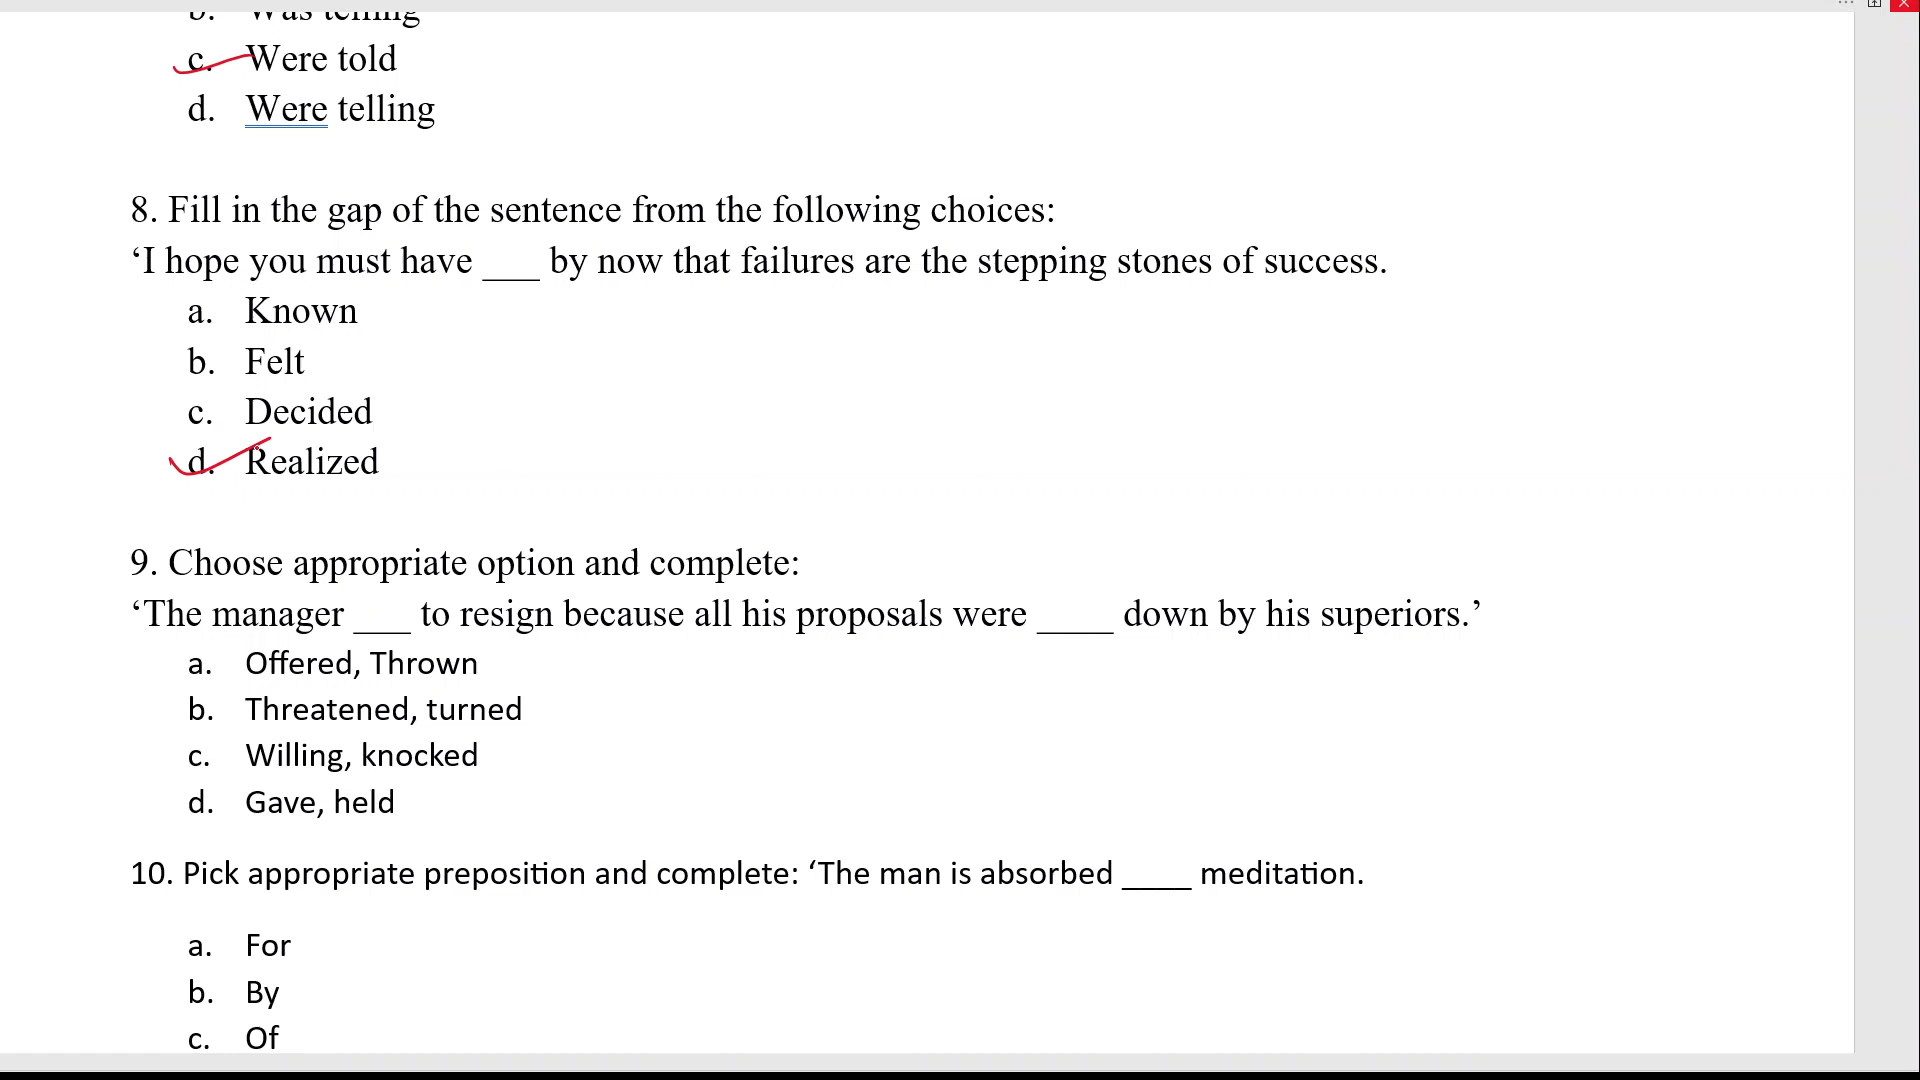 b. Was telling
c. Were told
d. Were telling
8. Fill in the gap of the sentence from the following choices:
‘I hope you must have ___ by now that failures are the stepping stones of success.
a. Known
b. Felt
c. Decided
d. Realized
9. Choose appropriate option and complete:
‘The manager ___ to resign because all his proposals were ____ down by his superiors.’
a. Offered, Thrown
b. Threatened, turned
c. Willing, knocked
d. Gave, held
10. Pick appropriate preposition and complete: ‘The man is absorbed ____ meditation.
a. For
b. By
c. Of